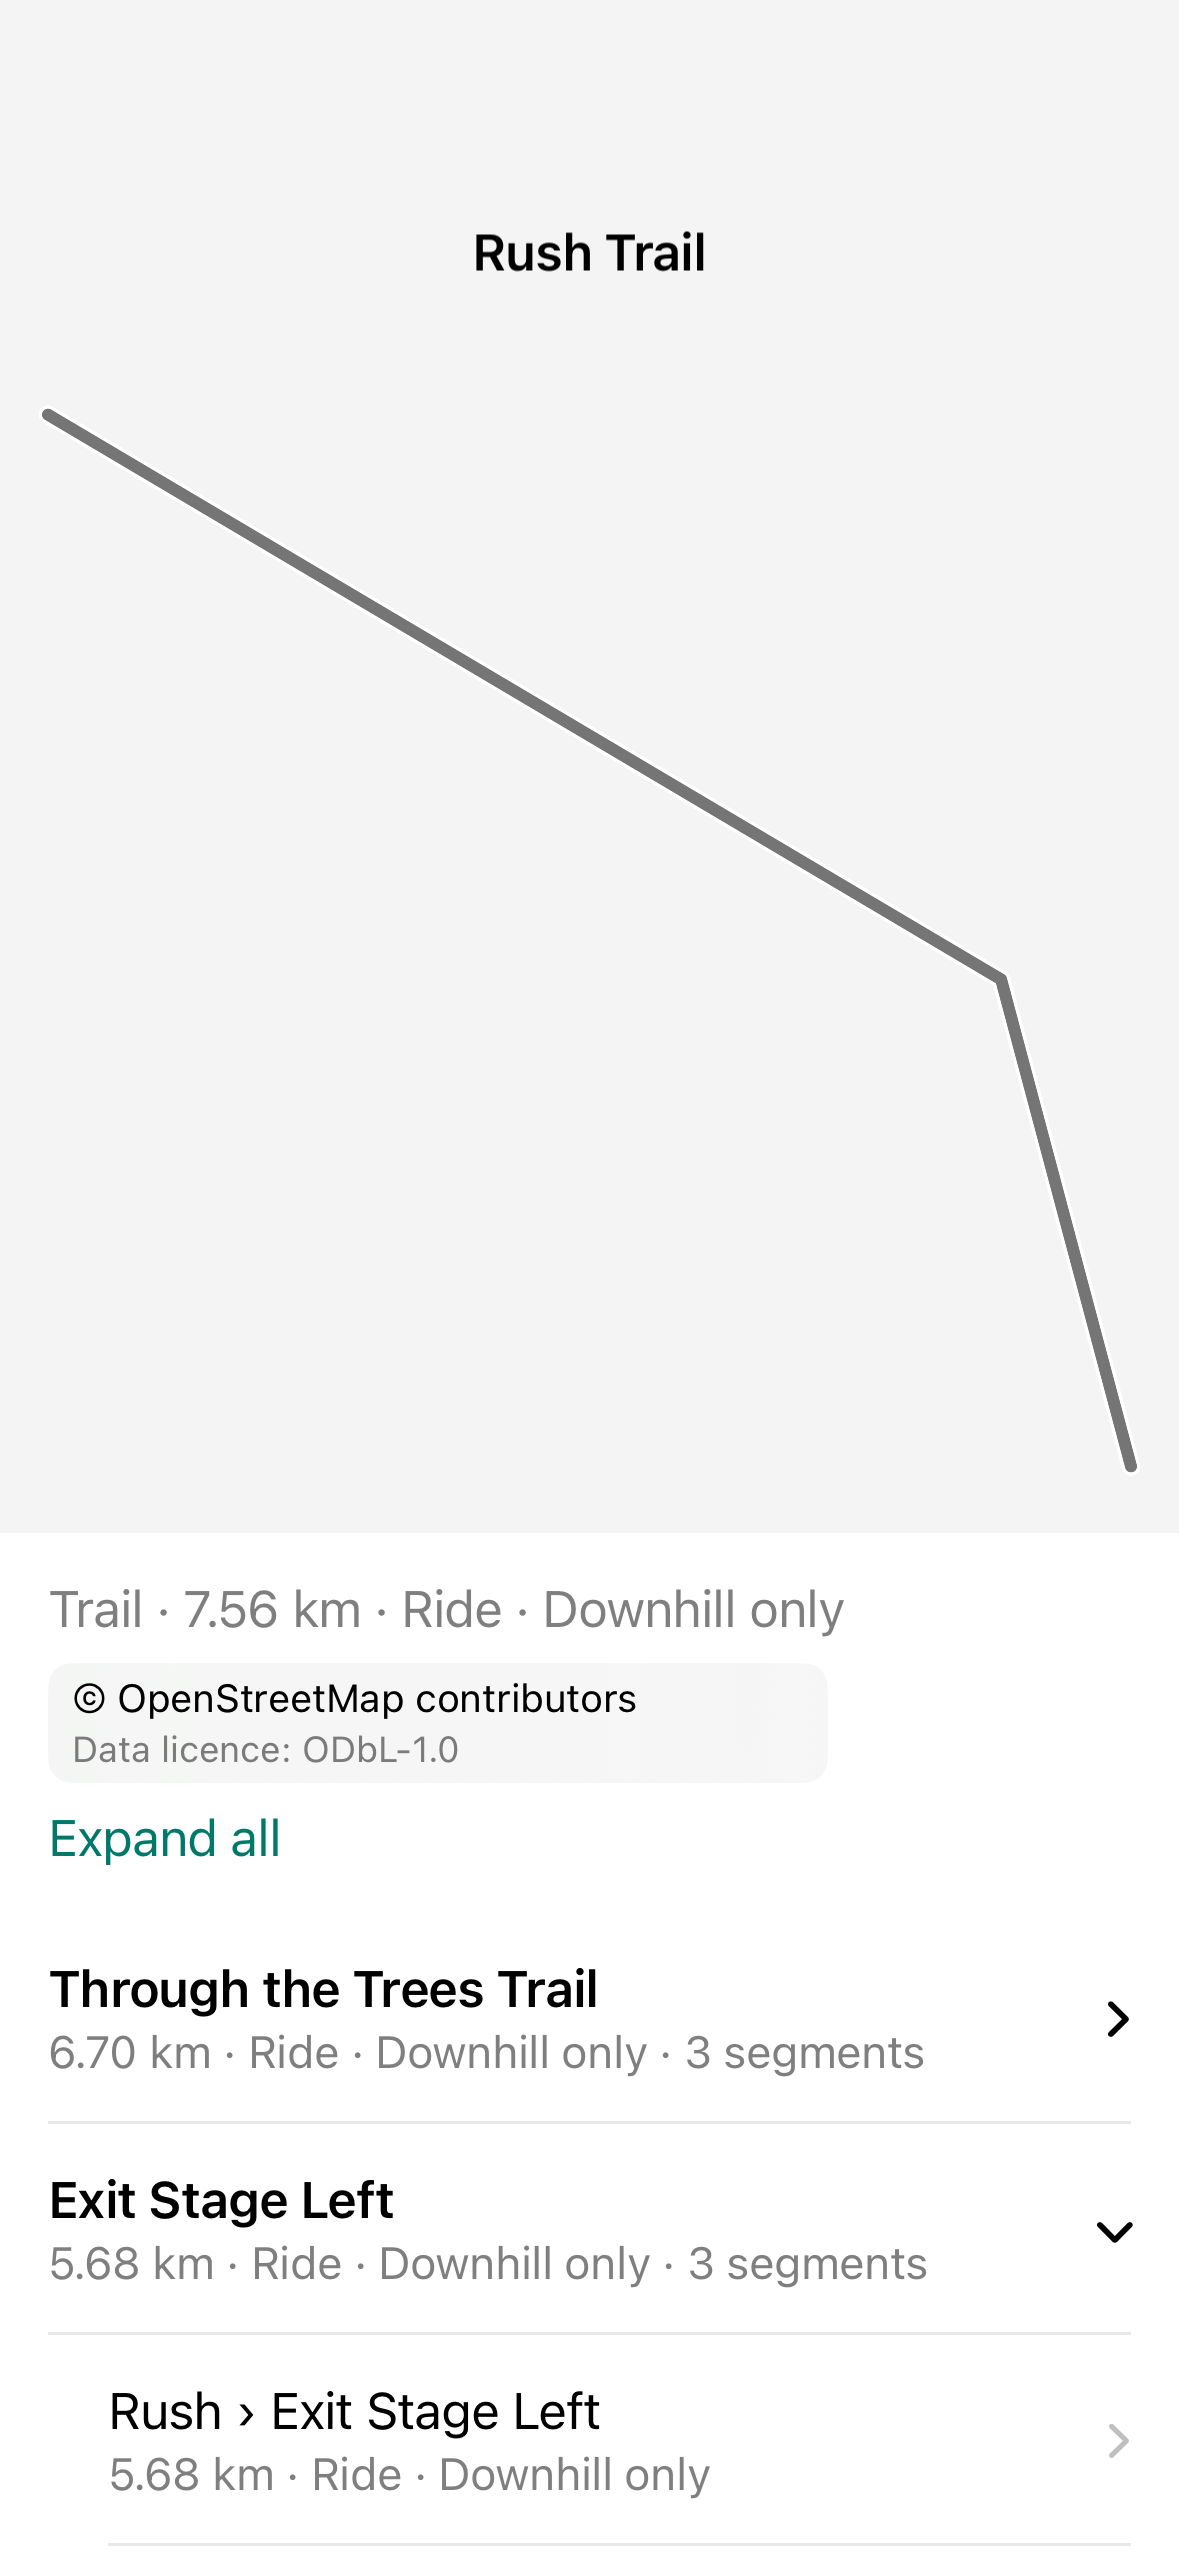 Rush Trail
Trail · 7.56 km · Ride · Downhill only
© OpenStreetMap contributors
Data licence: ODbL-1.0
Expand all
Through the Trees Trail
6.70 km · Ride · Downhill only · 3 segments
Exit Stage Left
5.68 km · Ride · Downhill only · 3 segments
Rush › Exit Stage Left
5.68 km · Ride · Downhill only